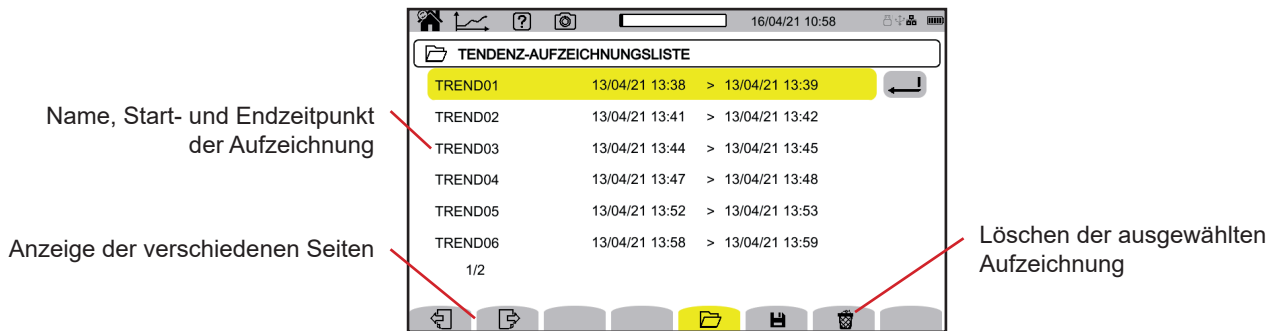 16/04/21 10:58
TENDENZ-AUFZEICHNUNGSLISTE
TREND01 13/04/21 13:38 > 13/04/21 13:39
Name, Start- und Endzeitpunkt
der Aufzeichnung
TREND02 13/04/21 13:41 > 13/04/21 13:42
TREND03 13/04/21 13:44 > 13/04/21 13:45
TREND04 13/04/21 13:47 > 13/04/21 13:48
TREND05 13/04/21 13:52 > 13/04/21 13:53
TREND06 13/04/21 13:58 > 13/04/21 13:59
1/2
Anzeige der verschiedenen Seiten
Löschen der ausgewählten
Aufzeichnung